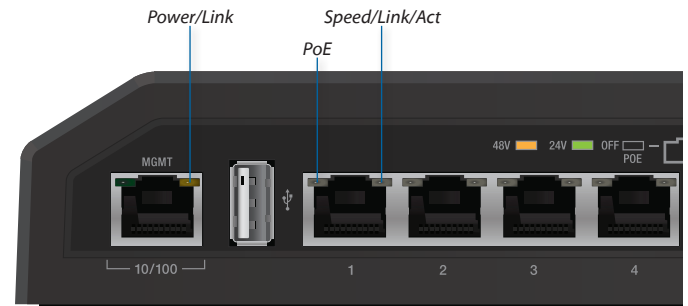 Power/Link
Speed/Link/Act
PoE
48V
24V
OFF
POE
MGMT
10/100
1
2
3
4